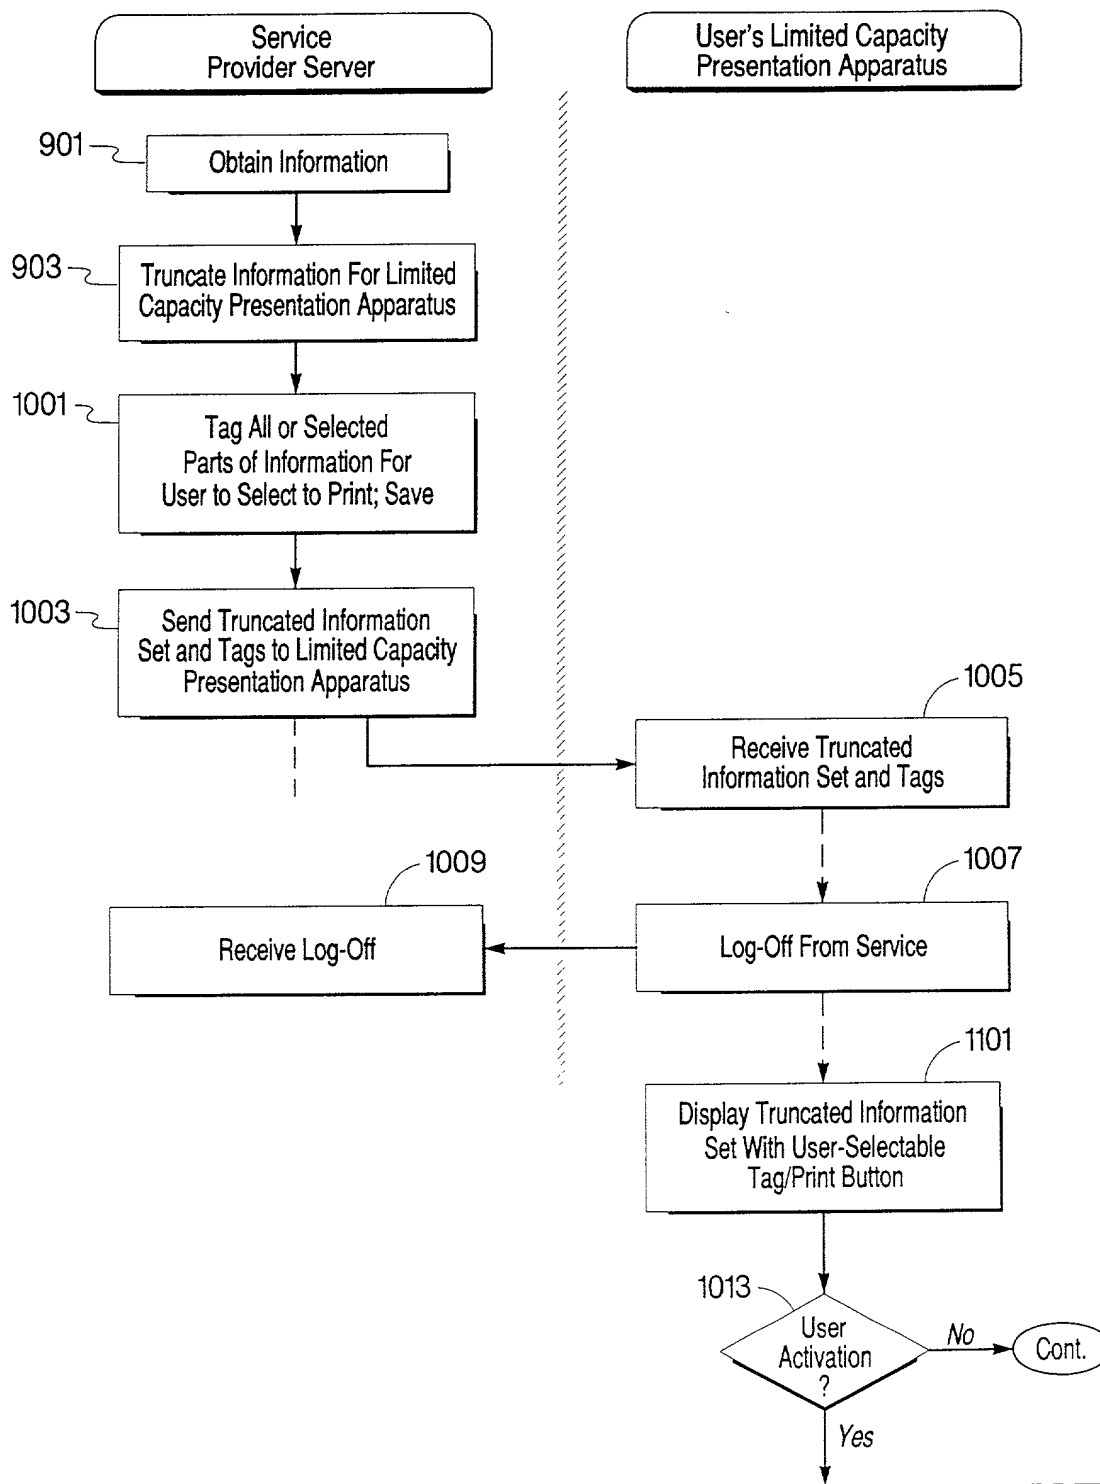 Service
Provider Server
User's Limited Capacity
Presentation Apparatus
901
Obtain Information
903
Truncate Information For Limited
Capacity Presentation Apparatus
1001
Tag All or Selected
Parts of Information For
User to Select to Print; Save
1003
Send Truncated Information
Set and Tags to Limited Capacity
Presentation Apparatus
1005
Receive Truncated
Information Set and Tags
1009
Receive Log-Off
1007
Log-Off From Service
1101
Display Truncated Information
Set With User-Selectable
Tag/Print Button
1013
User
Activation
?
No
Cont.
Yes